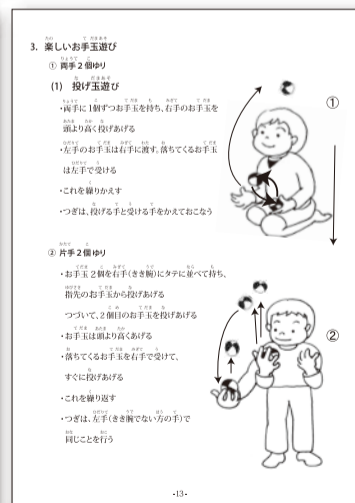 3. 楽しいお手玉遊び
① 両手2個ゆり
(1) 投げ玉遊び
・両手に1個ずつお手玉を持ち、右手のお手玉を
頭より高く投げあげる
・左手のお手玉は右手に渡す。落ちてくるお手玉
は左手で受ける
・これを繰りかえす
・つぎは、投げる手と受ける手をかえておこなう
①
② 片手2個ゆり
・お手玉2個を右手(きき腕)にタテに並べて持ち、
指先のお手玉から投げあげる
つづいて、2個目のお手玉を投げあげる
・お手玉は頭より高くあげる
・落ちてくるお手玉を右手で受けて、
すぐに投げあげる
・これを繰り返す
・つぎは、左手(きき腕でない方の手)で
同じことを行う
②
-13-